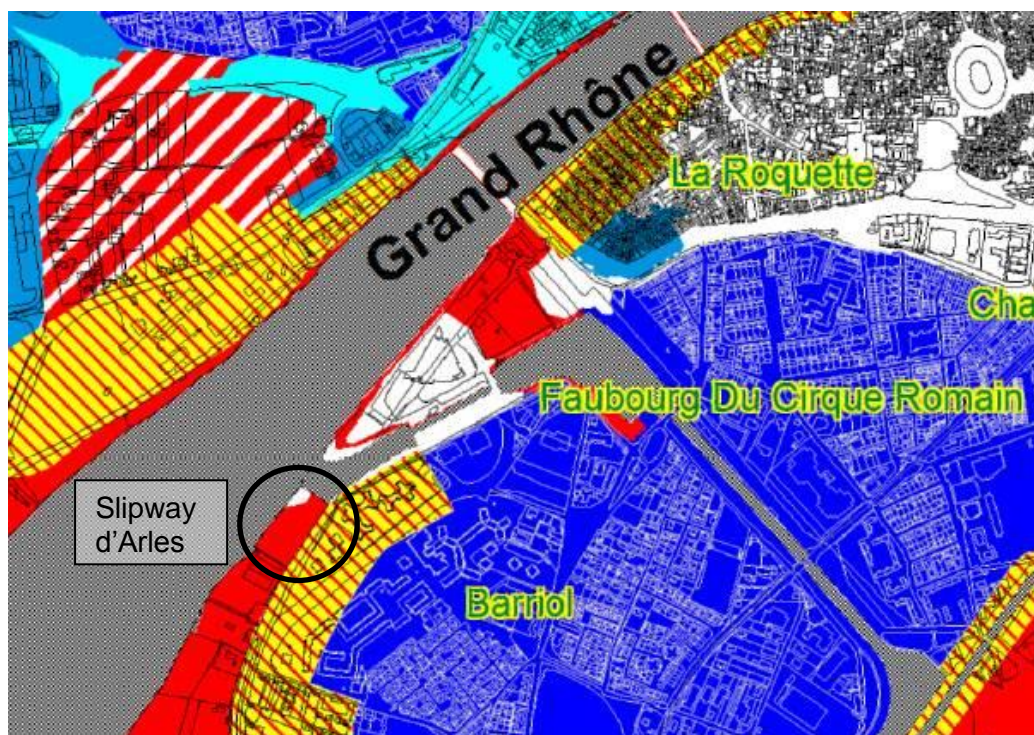 Grand Rhône
La Roquette
Cha
Faubourg Du Cirque Romain
Slipway
d'Arles
Barriol